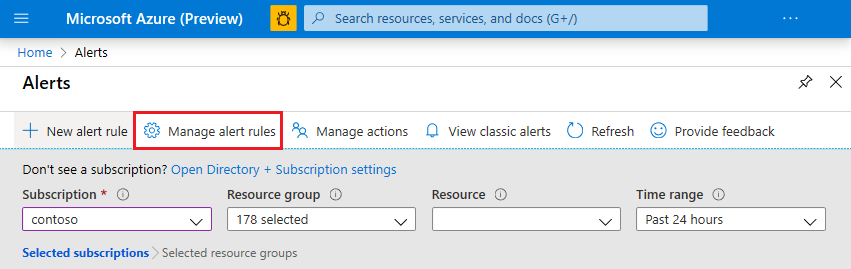 Microsoft Azure (Preview) Search resources, services, and docs (G+/) ...
Home > Alerts
Alerts
New alert rule Manage alert rules Manage actions View classic alerts Refresh Provide feedback
Don't see a subscription? Open Directory + Subscription settings
Subscription * Resource group Resource Time range
contoso 178 selected Past 24 hours
Selected subscriptions > Selected resource groups